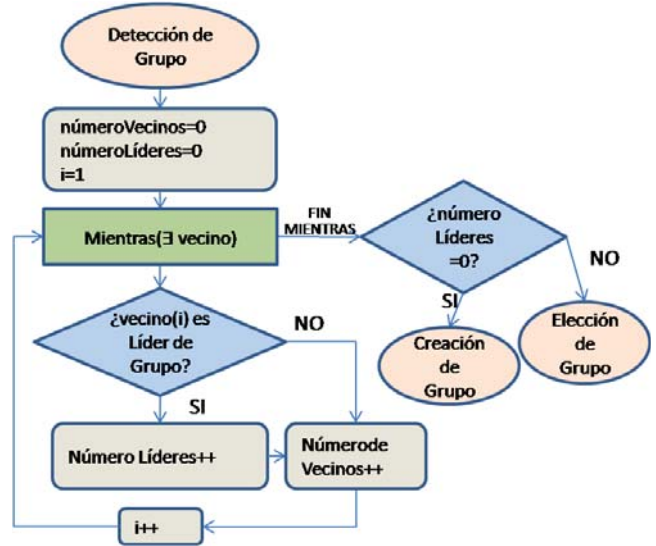 Detección de
Grupo
númeroVecinos=0
númeroLíderes=0
i=1
Mientras(∃ vecino)
FIN
MIENTRAS
¿número
Líderes
=0?
NO
SI
Elección
de
Grupo
Creación
de
Grupo
¿vecino(i) es
Líder de
Grupo?
NO
SI
Número Líderes++
Númerode
Vecinos++
i++